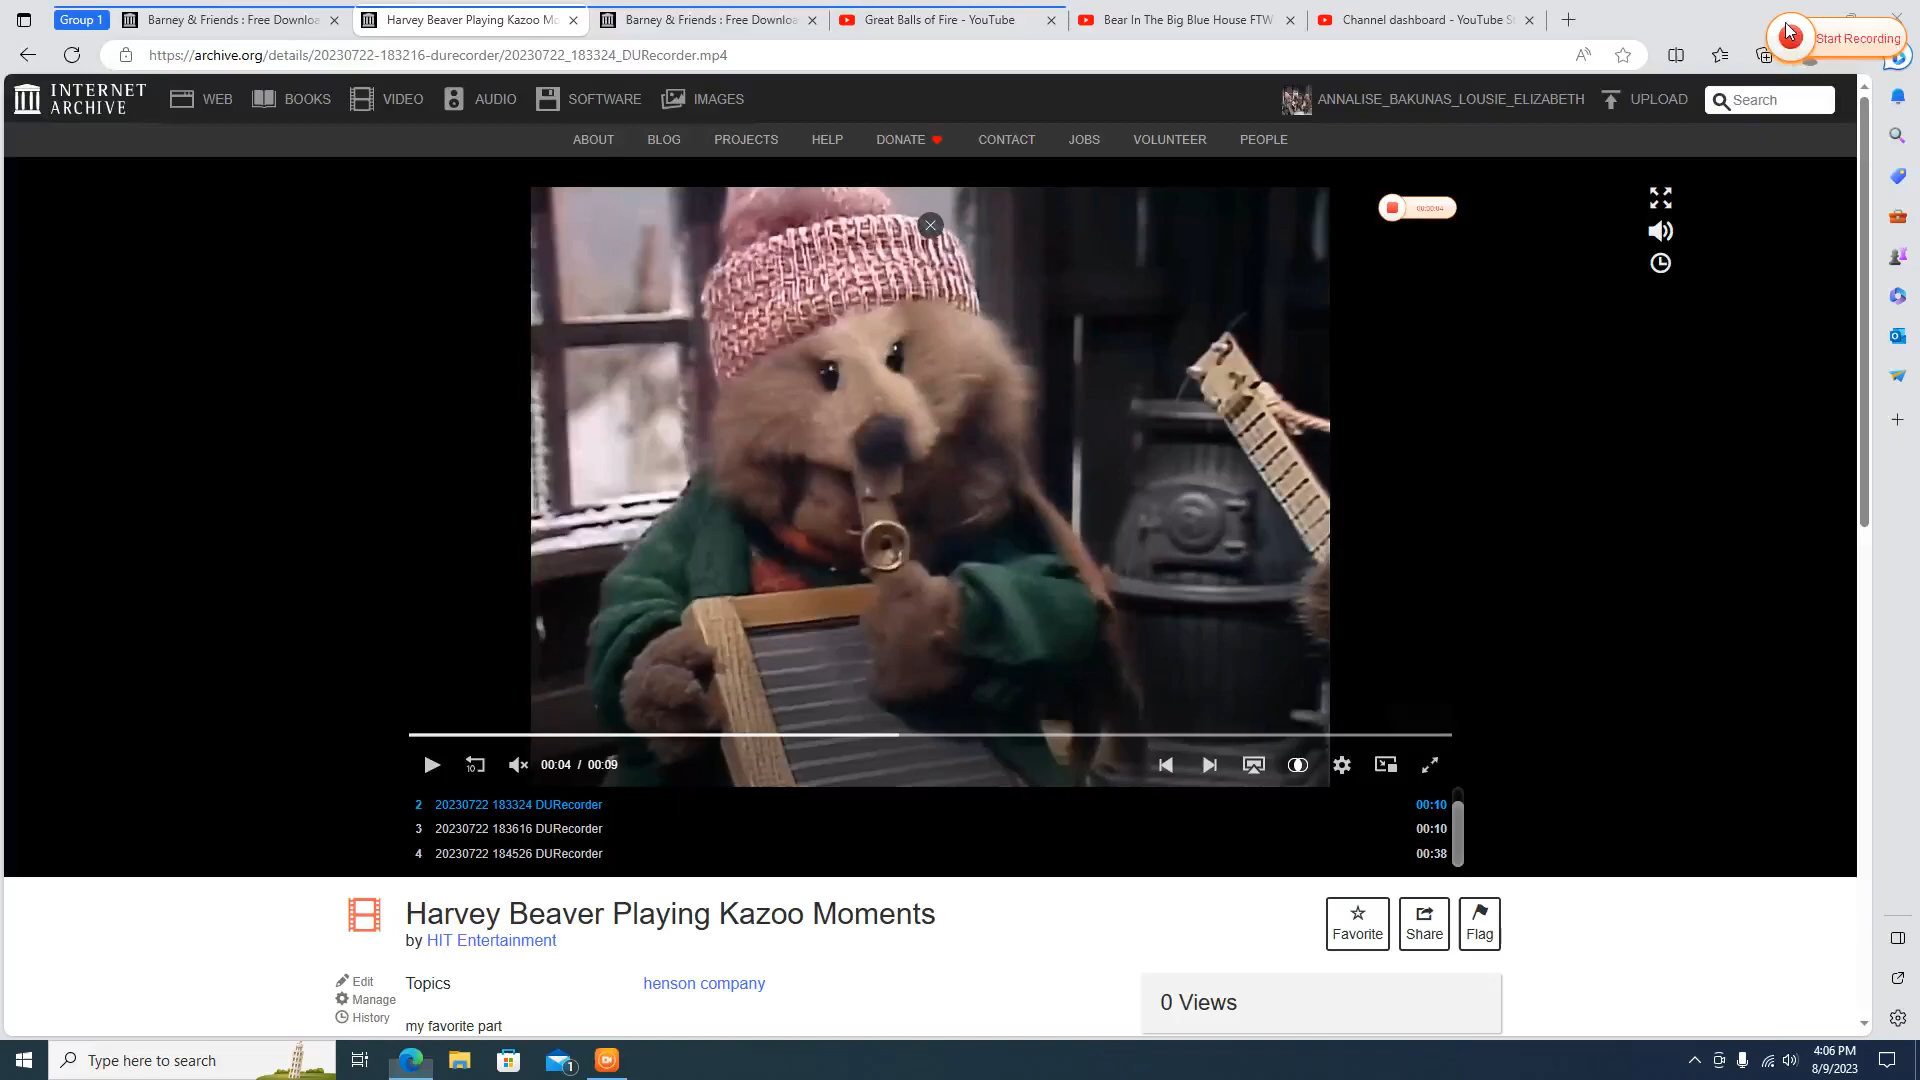 Group 1
Barney & Friends : Free Downloa
Harvey Beaver Playing Kazoo Mo
Barney & Friends : Free Downloa
Great Balls of Fire - YouTube
Bear In The Big Blue House FTW
Channel dashboard - YouTube S
Start Recording
https://archive.org/details/20230722-183216-durecorder/20230722_183324_DURecorder.mp4
INTERNET
ARCHIVE
WEB
BOOKS
VIDEO
AUDIO
SOFTWARE
IMAGES
ANNALISE_BAKUNAS_LOUSIE_ELIZABETH
UPLOAD
Search
ABOUT
BLOG
PROJECTS
HELP
DONATE
CONTACT
JOBS
VOLUNTEER
PEOPLE
00:00:04
10
00:04 / 00:09
2 20230722 183324 DURecorder 00:10
3 20230722 183616 DURecorder 00:10
4 20230722 184526 DURecorder 00:38
Harvey Beaver Playing Kazoo Moments
by HIT Entertainment
Favorite
Share
Flag
Edit
Manage
History
Topics
henson company
my favorite part
0 Views
Type here to search
1
4:06 PM
8/9/2023